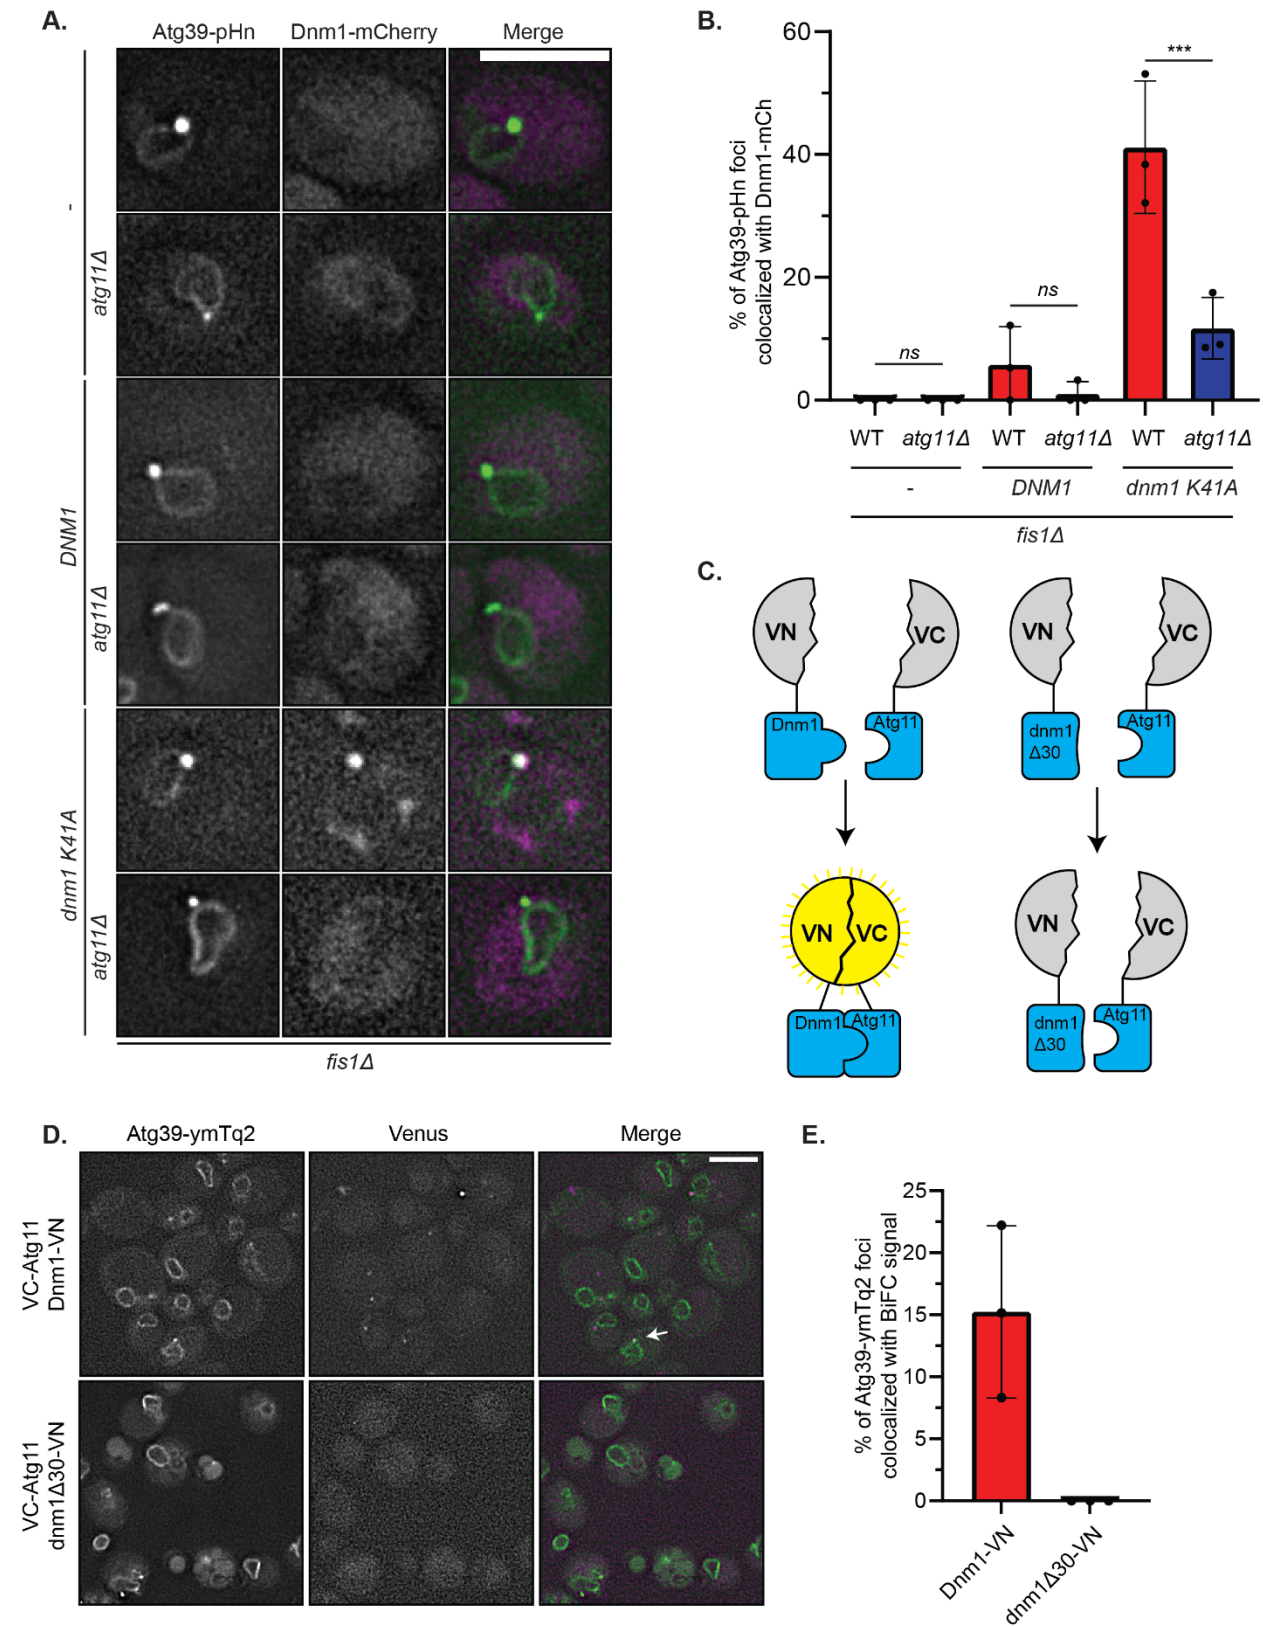 A.
Atg39-pHn Dnm1-mCherry Merge
-
atg11Δ
DNM1
atg11Δ
dnm1 K41A
atg11Δ
fis1Δ
B.
% of Atg39-pHn foci
colocalized with Dnm1-mCh
60
40
20
0
ns
ns
***
WT atg11Δ WT atg11Δ WT atg11Δ
- DNM1 dnm1 K41A
fis1Δ
C.
VN VC VN VC
Dnm1 Atg11 dnm1 Atg11
Δ30
VN VC VN VC
Dnm1 Atg11 dnm1 Atg11
Δ30
D.
Atg39-ymTq2 Venus Merge
VC-Atg11
Dnm1-VN
VC-Atg11
dnm1Δ30-VN
E.
% of Atg39-ymTq2 foci
colocalized with BiFC signal
25
20
15
10
5
0
Dnm1-VN
dnm1Δ30-VN